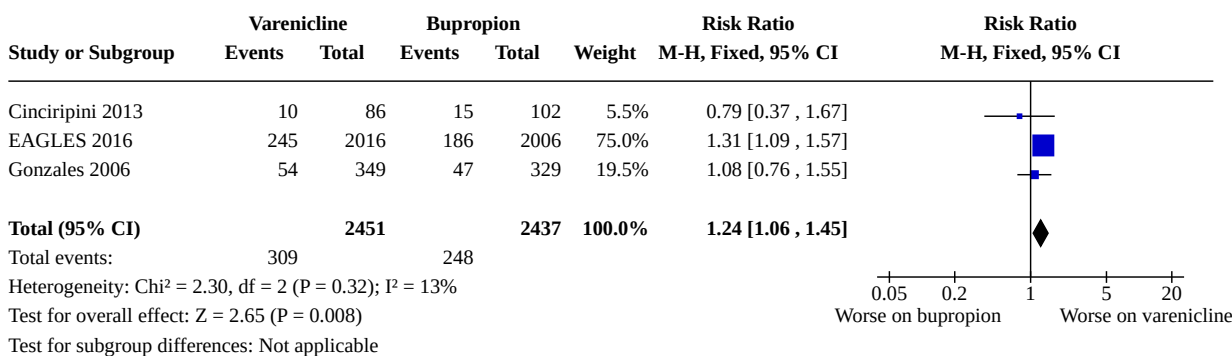 Varenicline Bupropion Risk Ratio Risk Ratio
Study or Subgroup Events Total Events Total Weight M-H, Fixed, 95% CI M-H, Fixed, 95% CI
Cinciripini 2013 10 86 15 102 5.5% 0.79 [0.37 , 1.67]
EAGLES 2016 245 2016 186 2006 75.0% 1.31 [1.09 , 1.57]
Gonzales 2006 54 349 47 329 19.5% 1.08 [0.76 , 1.55]
Total (95% CI) 2451 2437 100.0% 1.24 [1.06 , 1.45]
Total events: 309 248
Heterogeneity: Chi² = 2.30, df = 2 (P = 0.32); I² = 13%
0.05 0.2 1 5 20
Test for overall effect: Z = 2.65 (P = 0.008)
Worse on bupropion Worse on varenicline
Test for subgroup differences: Not applicable